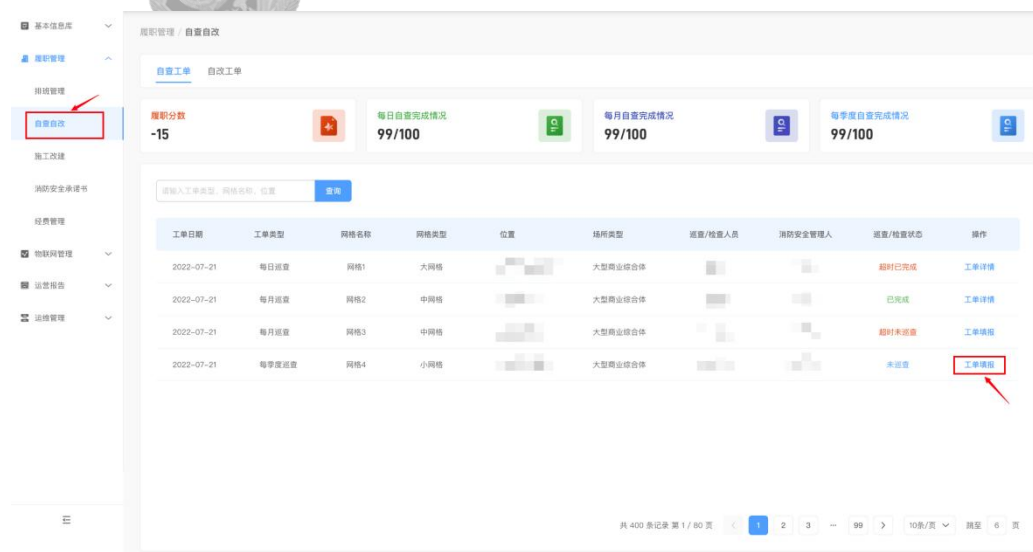 基本信息库
履职管理
排班管理
自查自改
施工改建
消防安全承诺书
经费管理
物联网管理
运营报告
运维管理
履职管理 / 自查自改
自查工单 自改工单
履职分数
-15
每日自查完成情况
99/100
每月自查完成情况
99/100
每季度自查完成情况
99/100
请输入工单类型、网格名称、位置 查询
工单日期 工单类型 网格名称 网格类型 位置 场所类型 巡查/检查人员 消防安全管理人 巡查/检查状态 操作
2022-07-21 每日巡查 网格1 大网格 大型商业综合体 超时已完成 工单详情
2022-07-21 每月巡查 网格2 中网格 大型商业综合体 已完成 工单详情
2022-07-21 每月巡查 网格3 中网格 大型商业综合体 超时未巡查 工单填报
2022-07-21 每季度巡查 网格4 小网格 大型商业综合体 未巡查 工单填报
共 400 条记录 第 1 / 80 页 1 2 3 ... 99 10条/页 跳至 6 页